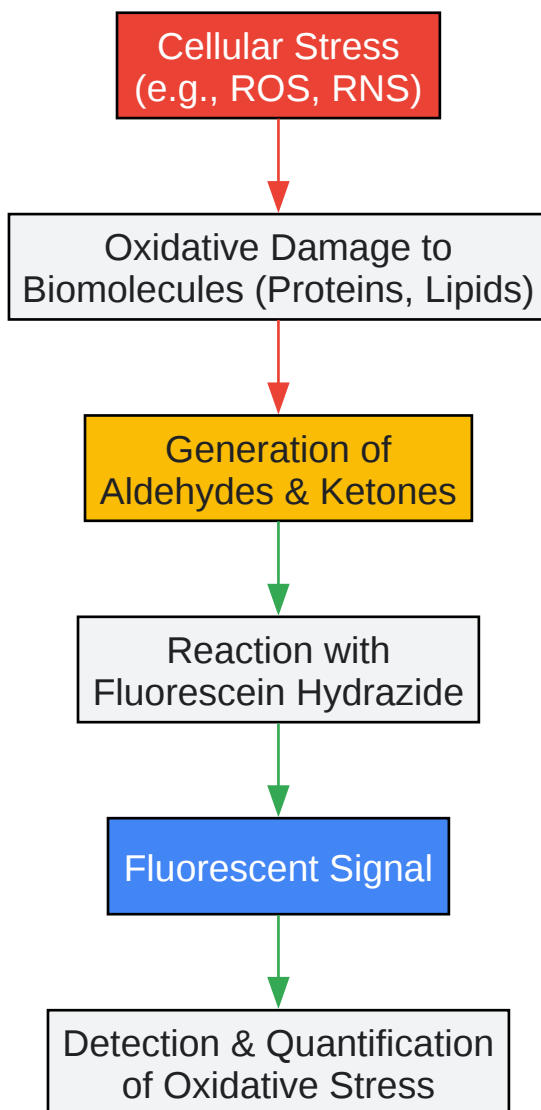 Cellular Stress
(e.g., ROS, RNS)
Oxidative Damage to
Biomolecules (Proteins, Lipids)
Generation of
Aldehydes & Ketones
Reaction with
Fluorescein Hydrazide
Fluorescent Signal
Detection & Quantification
of Oxidative Stress